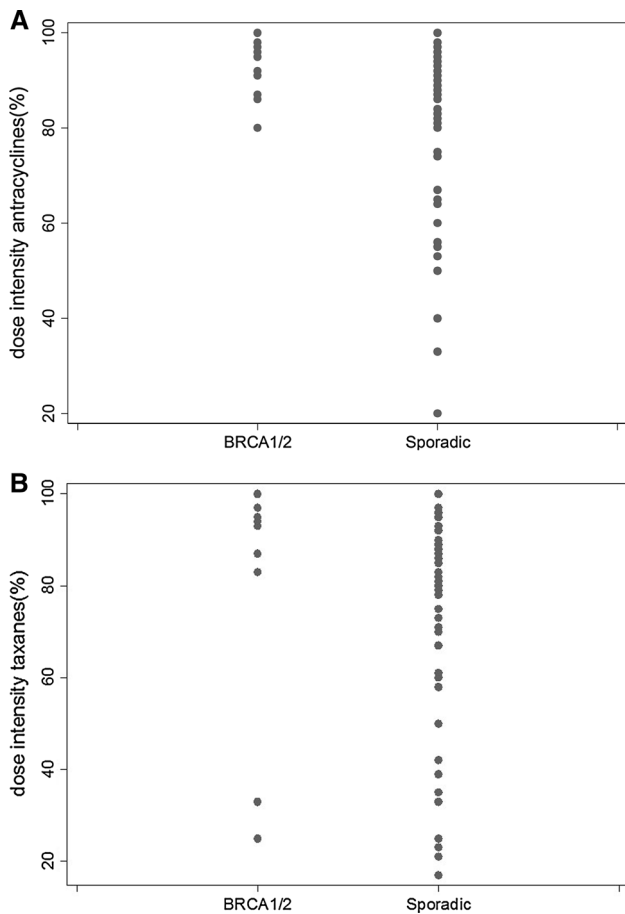 A
dose intensity antracyclines(%)
100
80
60
40
20
BRCA1/2 Sporadic
B
dose intensity taxanes(%)
100
80
60
40
20
BRCA1/2 Sporadic